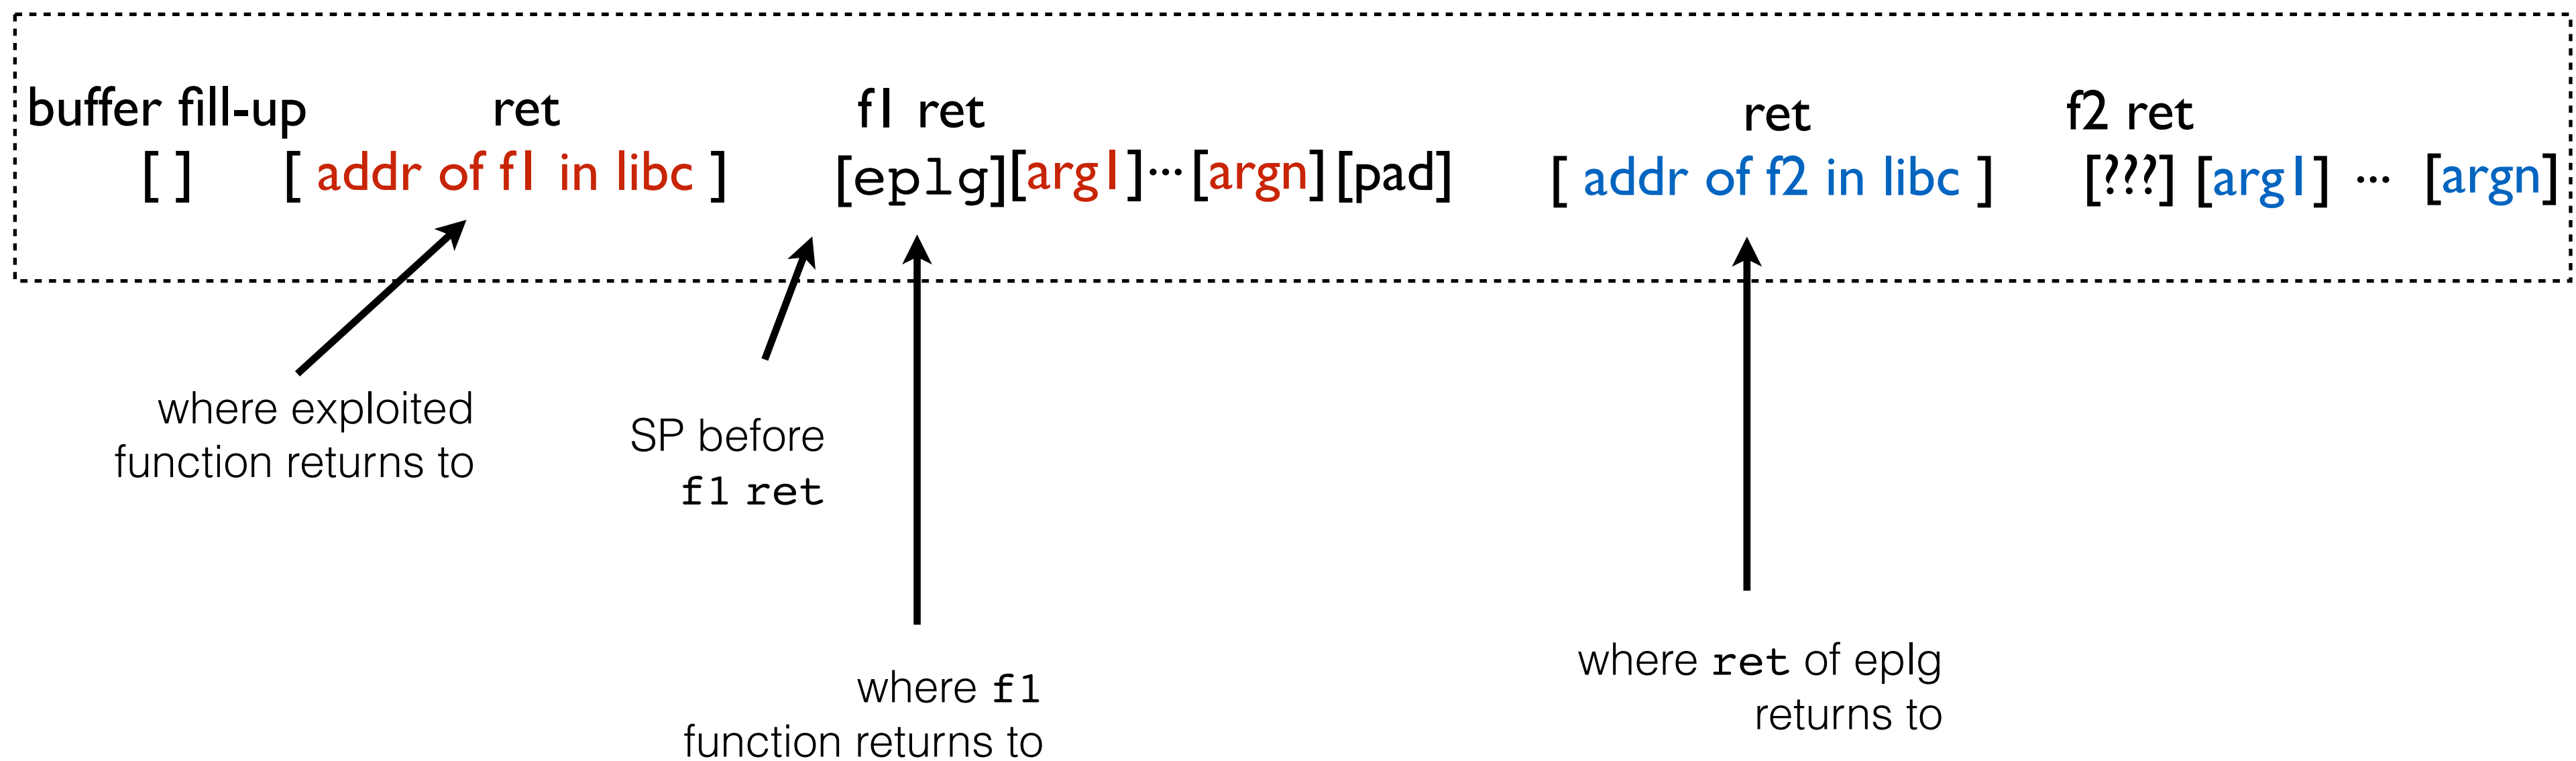 buffer fill-up ret f1 ret ret f2 ret
[ ] [ addr of f1 in libc ] [eplg][arg1]···[argn][pad] [ addr of f2 in libc ] [???] [arg1] ··· [argn]
where exploited
function returns to
SP before
f1 ret
where f1
function returns to
where ret of eplg
returns to